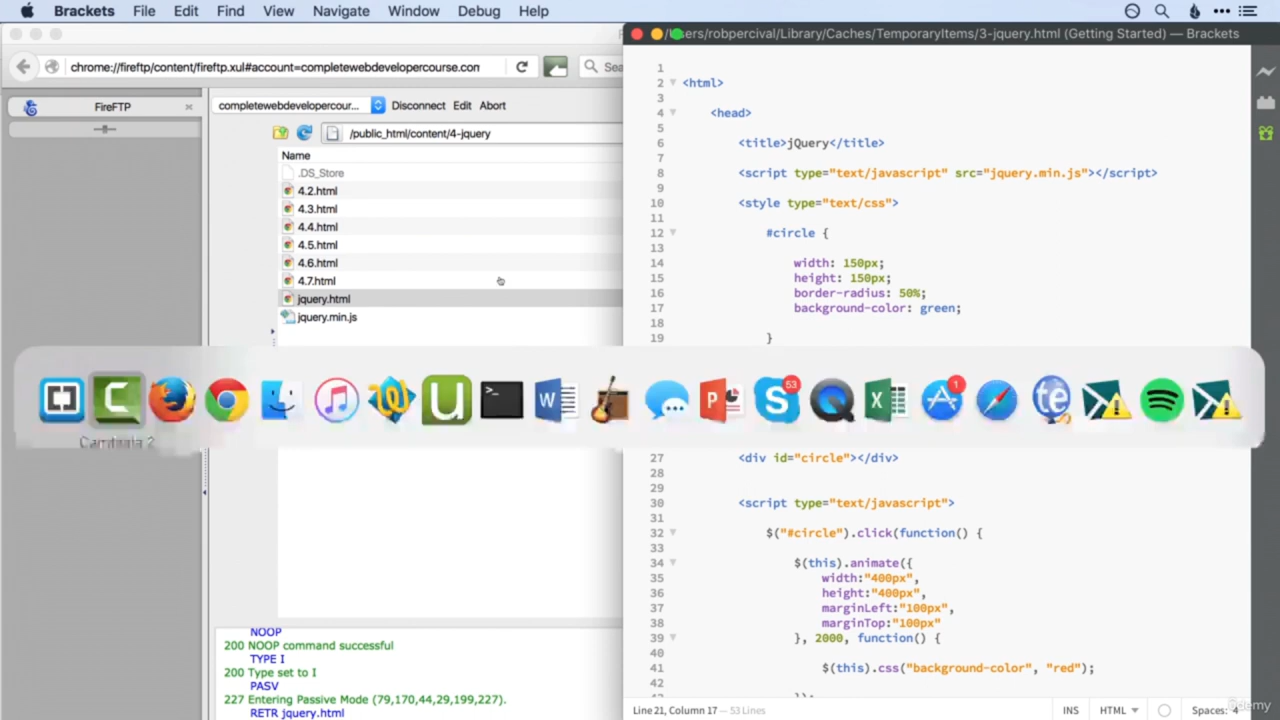 Brackets File Edit Find View Navigate Window Debug Help
/Users/robpercival/Library/Caches/TemporaryItems/3-jquery.html (Getting Started) — Brackets
chrome://fireftp/content/fireftp.xul#account=completewebdevelopercourse.com
Sea
FireFTP
completewebdevelopercour... Disconnect Edit Abort
/public_html/content/4-jquery
Name
.DS_Store
4.2.html
4.3.html
4.4.html
4.5.html
4.6.html
4.7.html
jquery.html
jquery.min.js
NOOP
200 NOOP command successful
TYPE I
200 Type set to I
PASV
227 Entering Passive Mode (79,170,44,29,199,227).
RETR jquery.html
1
2 <html>
3
4 <head>
5
6 <title>jQuery</title>
7
8 <script type="text/javascript" src="jquery.min.js"></script>
9
10 <style type="text/css">
11
12 #circle {
13
14 width: 150px;
15 height: 150px;
16 border-radius: 50%;
17 background-color: green;
18
19 }
53
1
Camtasia 2
27 <div id="circle"></div>
28
29
30 <script type="text/javascript">
31
32 $("#circle").click(function() {
33
34 $(this).animate({
35 width:"400px",
36 height:"400px",
37 marginLeft:"100px",
38 marginTop:"100px"
39 }, 2000, function() {
40
41 $(this).css("background-color", "red");
42
43 });
Line 21, Column 17 — 53 Lines
INS HTML Spaces: 4
Udemy